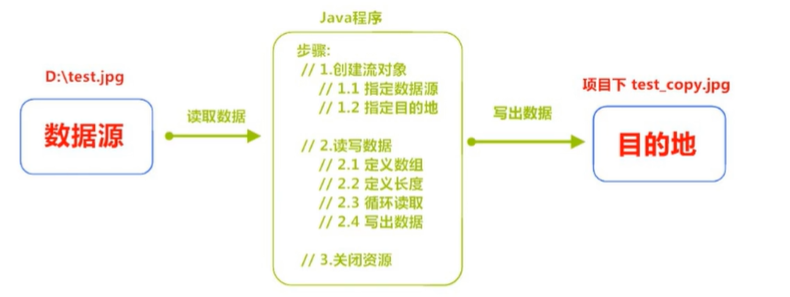 Java程序
D:\test.jpg
数据源
读取数据
步骤:
// 1.创建流对象
// 1.1 指定数据源
// 1.2 指定目的地
// 2.读写数据
// 2.1 定义数组
// 2.2 定义长度
// 2.3 循环读取
// 2.4 写出数据
// 3.关闭资源
写出数据
项目下 test_copy.jpg
目的地